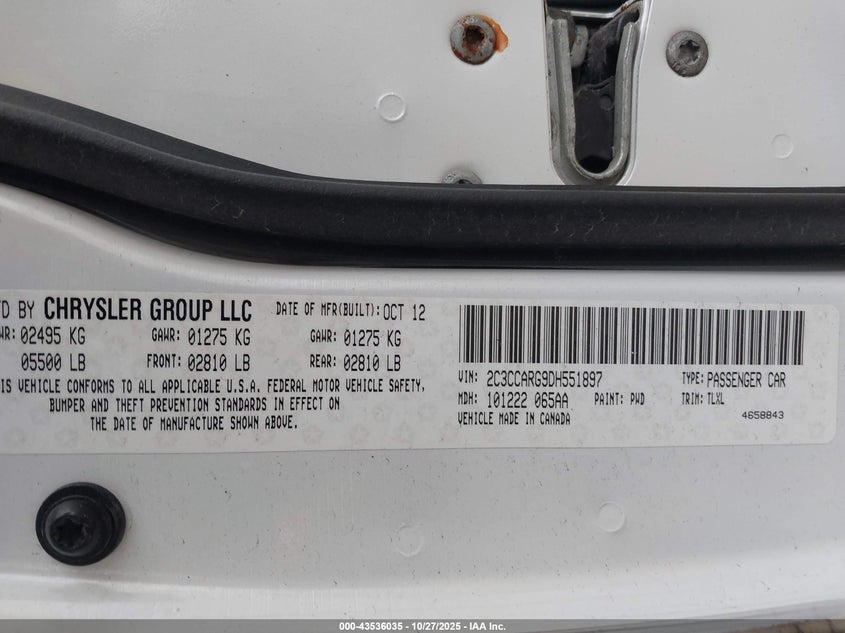 D BY CHRYSLER GROUP LLC DATE OF MFR(BUILT): OCT 12
WR: 02495 KG GAWR: 01275 KG GAWR: 01275 KG
05500 LB FRONT: 02810 LB REAR: 02810 LB
IS VEHICLE CONFORMS TO ALL APPLICABLE U.S.A. FEDERAL MOTOR VEHICLE SAFETY,
BUMPER AND THEFT PREVENTION STANDARDS IN EFFECT ON
THE DATE OF MANUFACTURE SHOWN ABOVE.
VIN: 2C3CCARG9DH551897 TYPE: PASSENGER CAR
MDH: 101222 065AA PAINT: PWD TRIM: TLXL
VEHICLE MADE IN CANADA 4658843
000-43536035 - 10/27/2025 - IAA Inc.